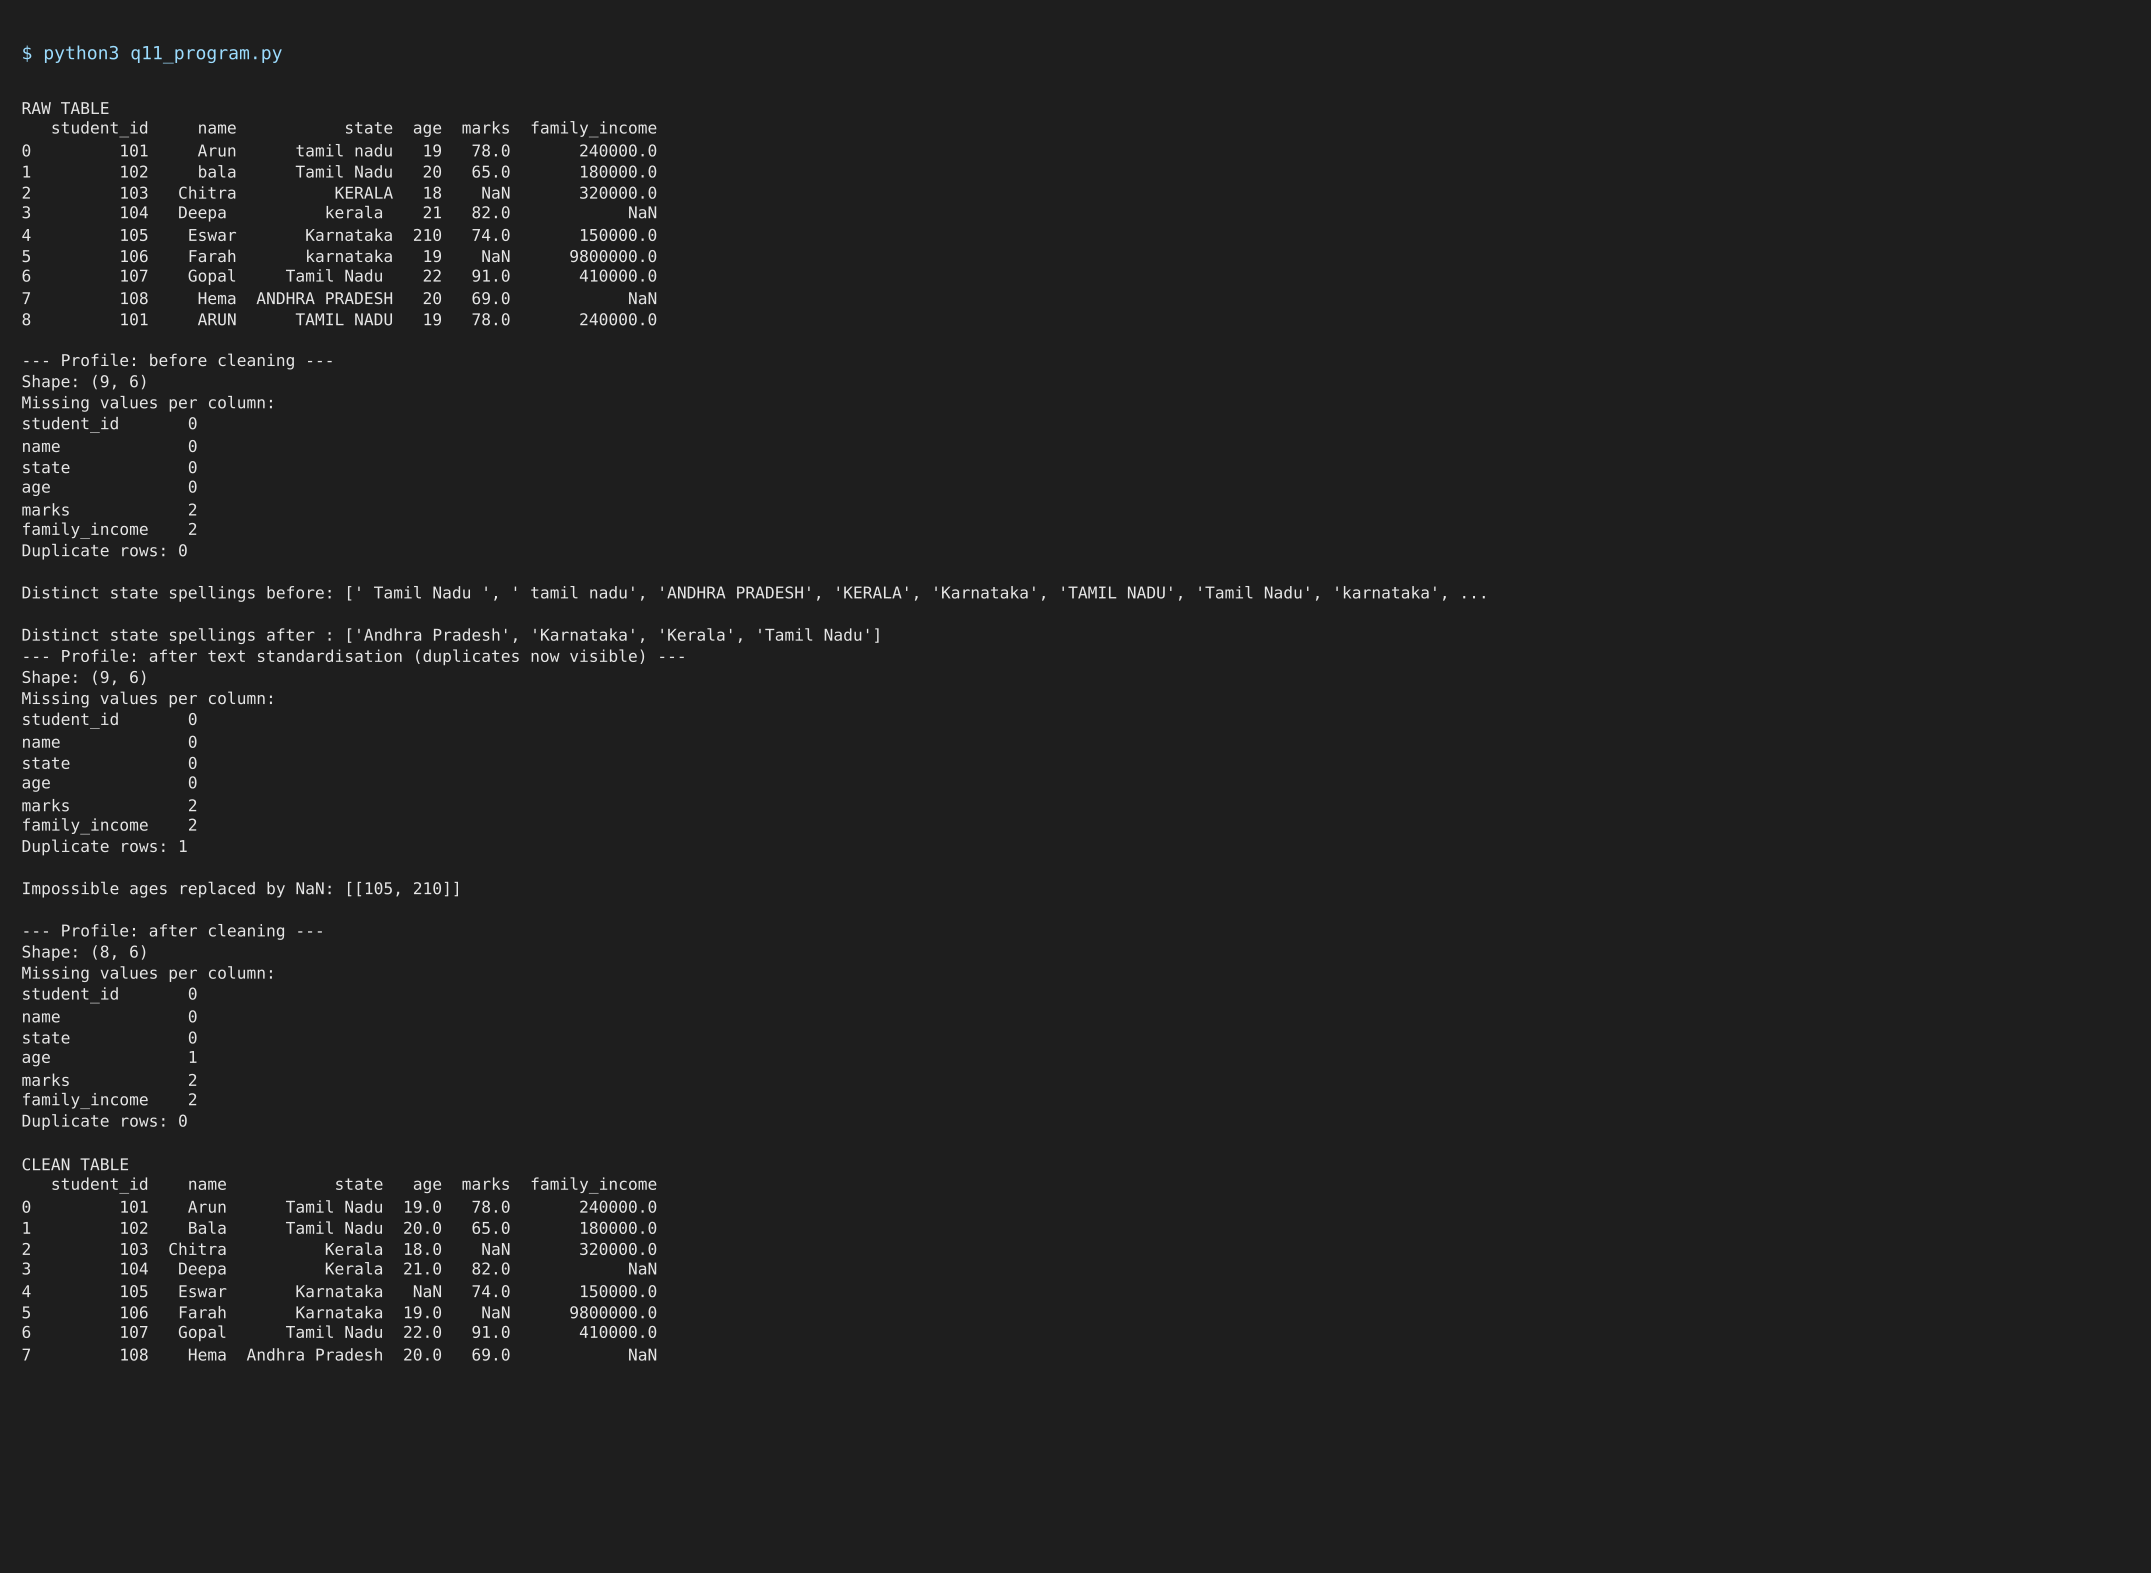 $ python3 q11_program.py
RAW TABLE
   student_id     name           state  age  marks  family_income
0         101     Arun      tamil nadu   19   78.0       240000.0
1         102     bala      Tamil Nadu   20   65.0       180000.0
2         103   Chitra          KERALA   18    NaN       320000.0
3         104   Deepa          kerala    21   82.0            NaN
4         105    Eswar       Karnataka  210   74.0       150000.0
5         106    Farah       karnataka   19    NaN      9800000.0
6         107    Gopal     Tamil Nadu    22   91.0       410000.0
7         108     Hema  ANDHRA PRADESH   20   69.0            NaN
8         101     ARUN      TAMIL NADU   19   78.0       240000.0
--- Profile: before cleaning ---
Shape: (9, 6)
Missing values per column:
student_id       0
name             0
state            0
age              0
marks            2
family_income    2
Duplicate rows: 0
Distinct state spellings before: [' Tamil Nadu ', ' tamil nadu', 'ANDHRA PRADESH', 'KERALA', 'Karnataka', 'TAMIL NADU', 'Tamil Nadu', 'karnataka', ...
Distinct state spellings after : ['Andhra Pradesh', 'Karnataka', 'Kerala', 'Tamil Nadu']
--- Profile: after text standardisation (duplicates now visible) ---
Shape: (9, 6)
Missing values per column:
student_id       0
name             0
state            0
age              0
marks            2
family_income    2
Duplicate rows: 1
Impossible ages replaced by NaN: [[105, 210]]
--- Profile: after cleaning ---
Shape: (8, 6)
Missing values per column:
student_id       0
name             0
state            0
age              1
marks            2
family_income    2
Duplicate rows: 0
CLEAN TABLE
   student_id    name           state   age  marks  family_income
0         101    Arun      Tamil Nadu  19.0   78.0       240000.0
1         102    Bala      Tamil Nadu  20.0   65.0       180000.0
2         103  Chitra          Kerala  18.0    NaN       320000.0
3         104   Deepa          Kerala  21.0   82.0            NaN
4         105   Eswar       Karnataka   NaN   74.0       150000.0
5         106   Farah       Karnataka  19.0    NaN      9800000.0
6         107   Gopal      Tamil Nadu  22.0   91.0       410000.0
7         108    Hema  Andhra Pradesh  20.0   69.0            NaN